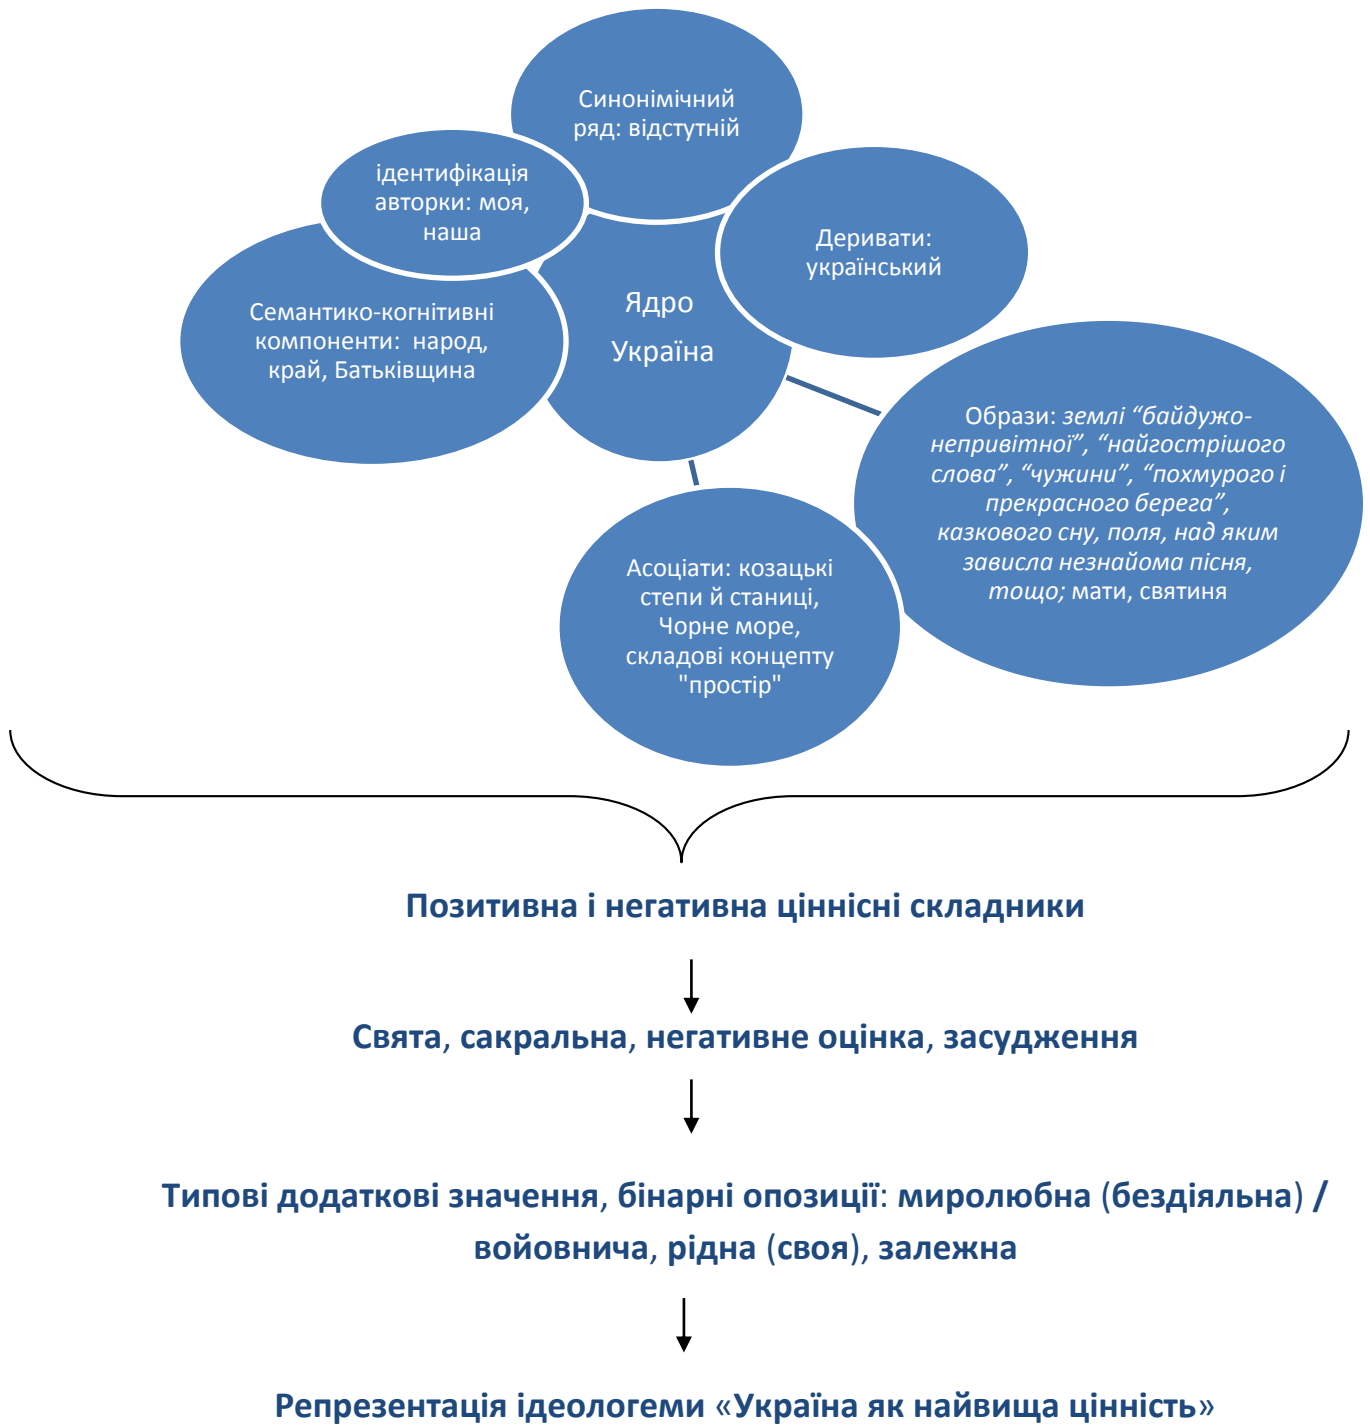 Синонімічний
ряд: відстутній
ідентифікація
авторки: моя,
наша
Деривати:
український
Семантико-когнітивні
компоненти: народ,
край, Батьківщина
Ядро
Україна
Образи: землі “байдужо-
непривітної”, “найгострішого
слова”, “чужини”, “похмурого і
прекрасного берега”,
казкового сну, поля, над яким
зависла незнайома пісня,
тощо; мати, святиня
Асоціати: козацькі
степи й станиці,
Чорне море,
складові концепту
"простір"
Позитивна і негативна ціннісні складники
Свята, сакральна, негативне оцінка, засудження
Типові додаткові значення, бінарні опозиції: миролюбна (бездіяльна) /
войовнича, рідна (своя), залежна
Репрезентація ідеологеми «Україна як найвища цінність»